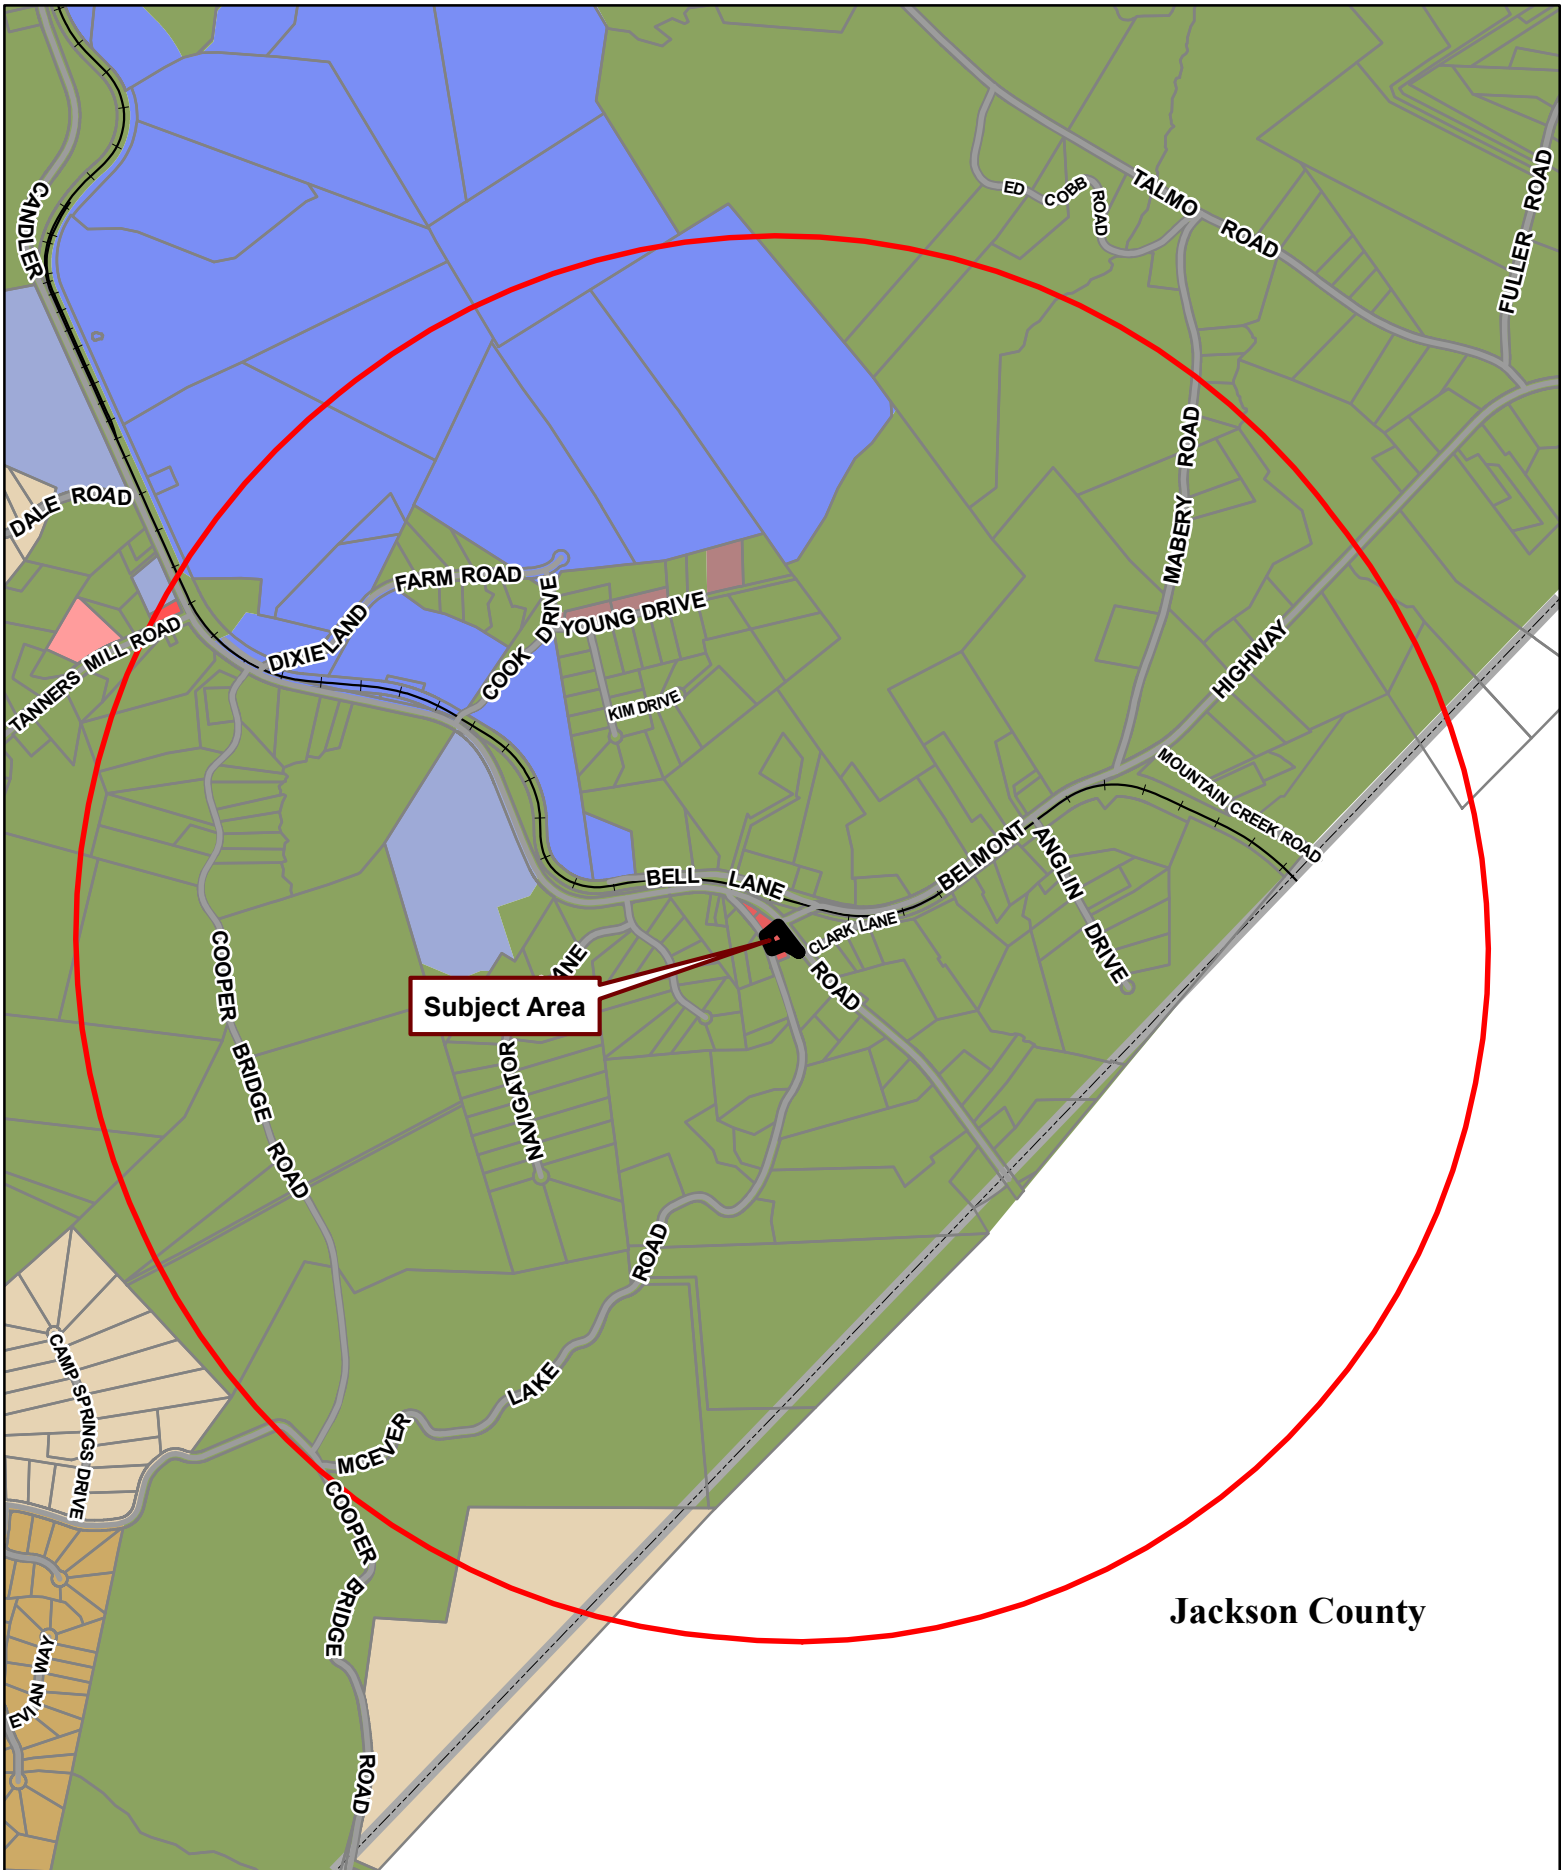 CANDLER
ED COBB ROAD
TALMO ROAD
FULLER ROAD
MABERY ROAD
DALE ROAD
FARM ROAD
DIXIELAND
COOK DRIVE
YOUNG DRIVE
KIM DRIVE
TANNERS MILL ROAD
HIGHWAY
MOUNTAIN CREEK ROAD
BELL LANE
BELMONT
ANGLIN DRIVE
CLARK LANE
ROAD
COOPER BRIDGE ROAD
ANE
Subject Area
NAVIGATOR
ROAD
LAKE
MCEVER
CAMP SPRINGS DRIVE
COOPER BRIDGE ROAD
EVIAN WAY
Jackson County